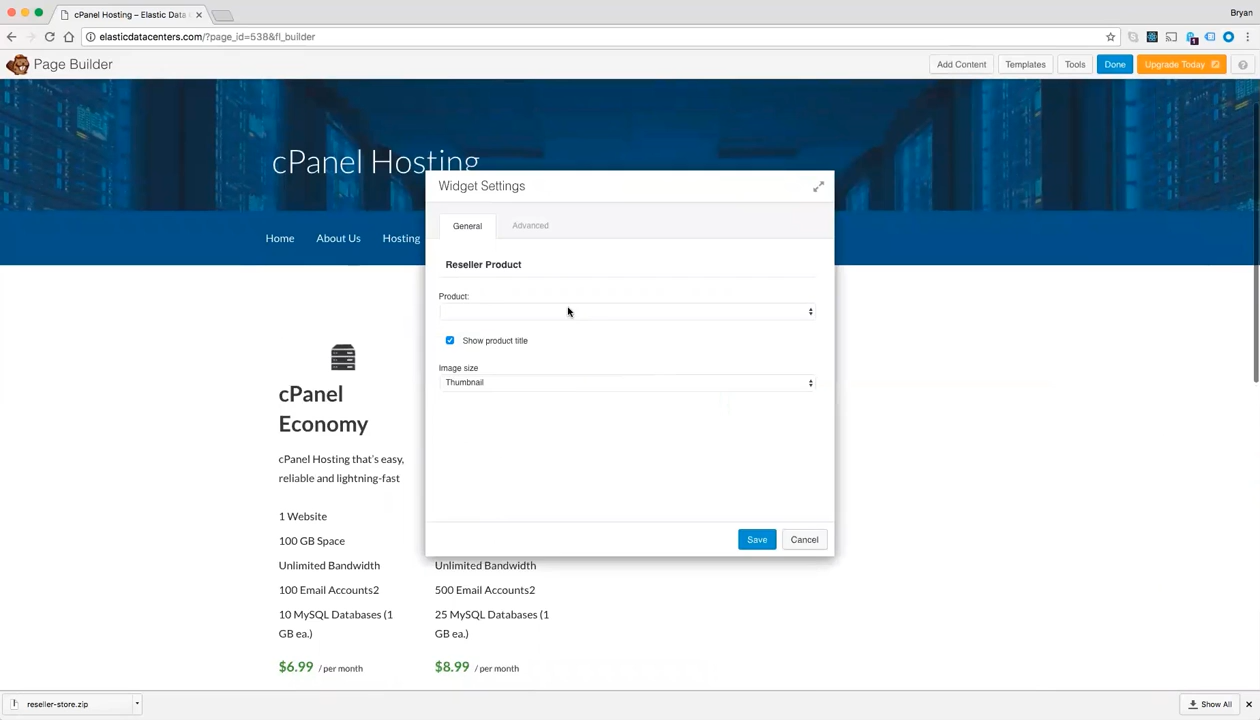 cPanel Hosting – Elastic Data
Bryan
elasticdatacenters.com/?page_id=538&fl_builder
Page Builder
Add Content
Templates
Tools
Done
Upgrade Today
?
cPanel Hosting
Widget Settings
Home
About Us
Hosting
General
Advanced
Reseller Product
Product:
Show product title
Image size
Thumbnail
Save
Cancel
cPanel
Economy
cPanel Hosting that's easy,
reliable and lightning-fast
1 Website
100 GB Space
Unlimited Bandwidth
100 Email Accounts2
10 MySQL Databases (1
GB ea.)
$6.99 / per month
Unlimited Bandwidth
500 Email Accounts2
25 MySQL Databases (1
GB ea.)
$8.99 / per month
reseller-store.zip
Show All